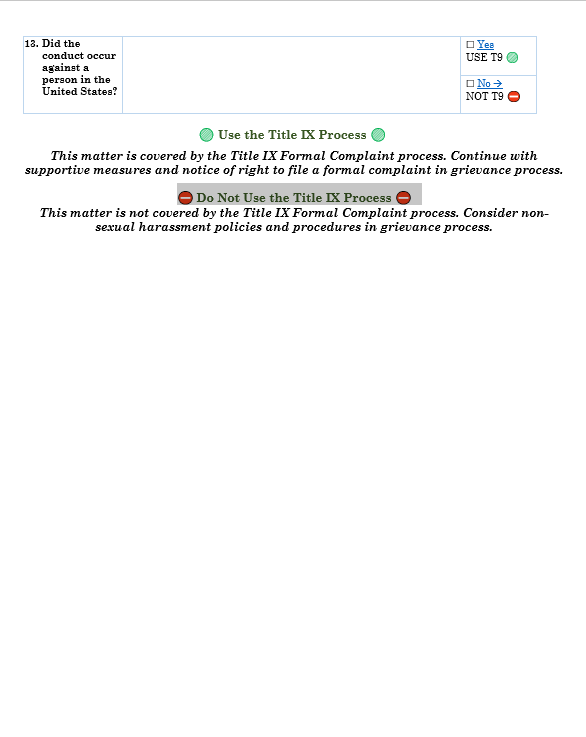 13. Did the
conduct occur
against a
person in the
United States?
☐ Yes
USE T9
☐ No →
NOT T9
Use the Title IX Process
This matter is covered by the Title IX Formal Complaint process. Continue with
supportive measures and notice of right to file a formal complaint in grievance process.
Do Not Use the Title IX Process
This matter is not covered by the Title IX Formal Complaint process. Consider non-
sexual harassment policies and procedures in grievance process.